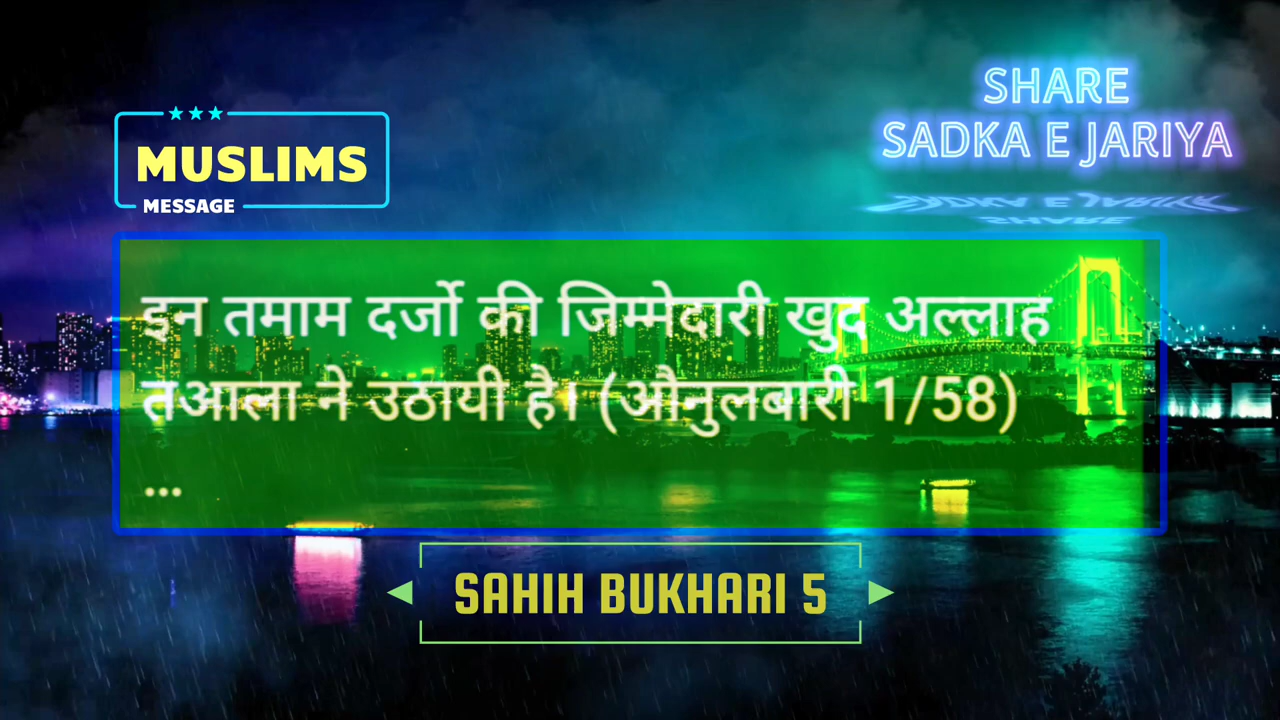 SHARE
SADKA E JARIYA
MUSLIMS
MESSAGE
इन तमाम दर्जो की जिम्मेदारी खुद अल्लाह
तआला ने उठायी है। (औनुलबारी 1/58)
...
SAHIH BUKHARI 5